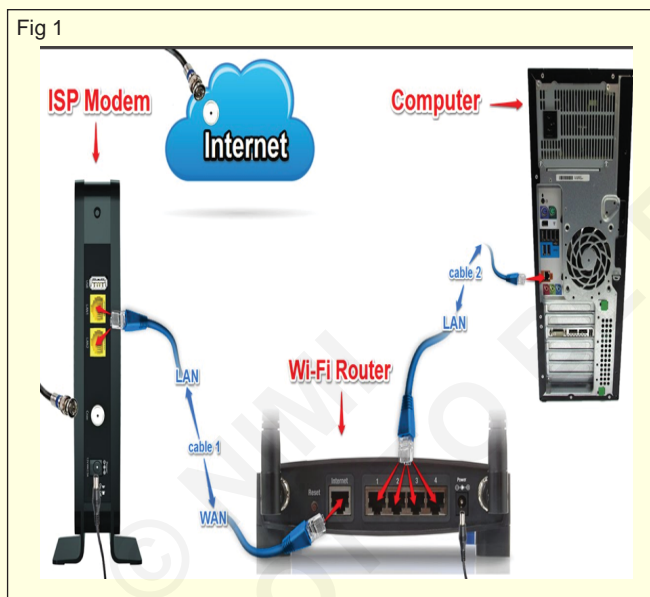 Fig 1
ISP Modem
Internet
Computer
cable 2
LAN
Wi-Fi Router
LAN
cable 1
WAN
Internet
Reset
1 2 3 4
Power
© NIMI